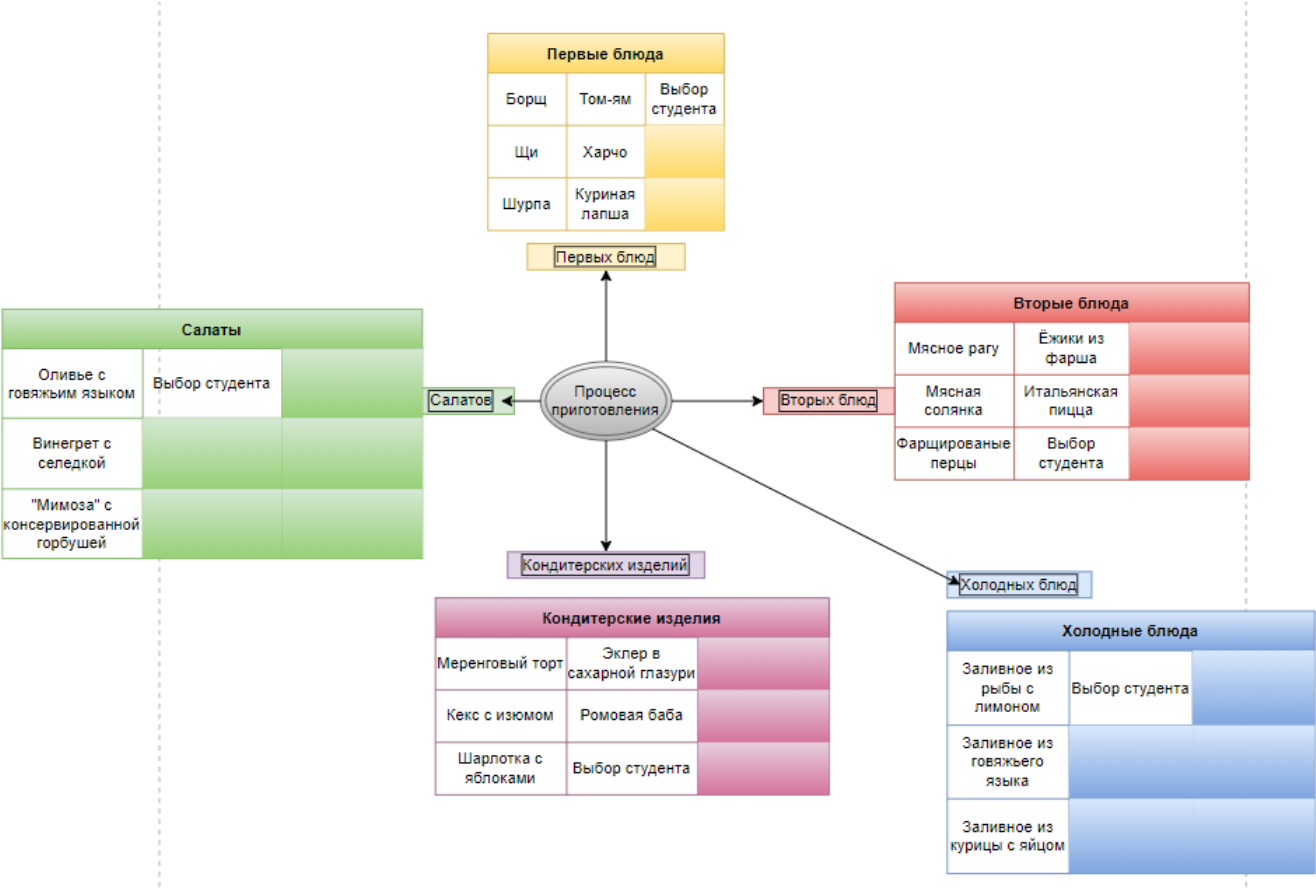 Первые блюда
Борщ
Том-ям
Выбор
студента
Щи
Харчо
Шурпа
Куриная
лапша
Первых блюд
Салаты
Оливье с
говяжьим языком
Выбор студента
Винегрет с
селедкой
"Мимоза" с
консервированной
горбушей
Салатов
Процесс
приготовления
Вторых блюд
Вторые блюда
Мясное рагу
Ёжики из
фарша
Мясная
солянка
Итальянская
пицца
Фарщированые
перцы
Выбор
студента
Кондитерских изделий
Кондитерские изделия
Меренговый торт
Эклер в
сахарной глазури
Кекс с изюмом
Ромовая баба
Шарлотка с
яблоками
Выбор студента
Холодных блюд
Холодные блюда
Заливное из
рыбы с
лимоном
Выбор студента
Заливное из
говяжьего
языка
Заливное из
курицы с яйцом